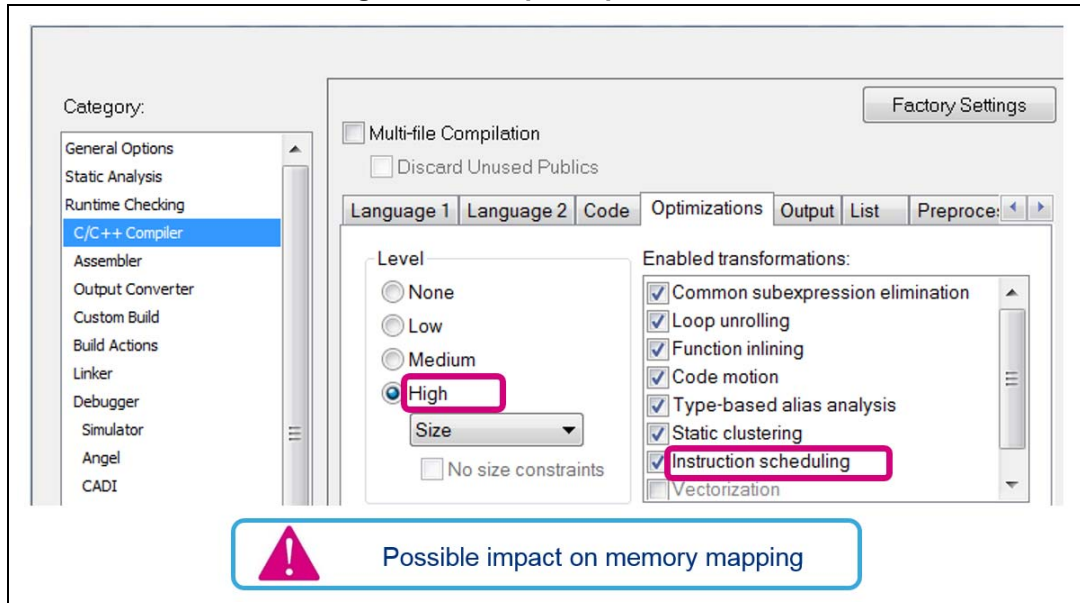 Category:
General Options
Static Analysis
Runtime Checking
C/C++ Compiler
Assembler
Output Converter
Custom Build
Build Actions
Linker
Debugger
Simulator
Angel
CADI
Factory Settings
Multi-file Compilation
Discard Unused Publics
Language 1 Language 2 Code Optimizations Output List Preproce
Level
None
Low
Medium
High
Size
No size constraints
Enabled transformations:
Common subexpression elimination
Loop unrolling
Function inlining
Code motion
Type-based alias analysis
Static clustering
Instruction scheduling
Vectorization
Possible impact on memory mapping